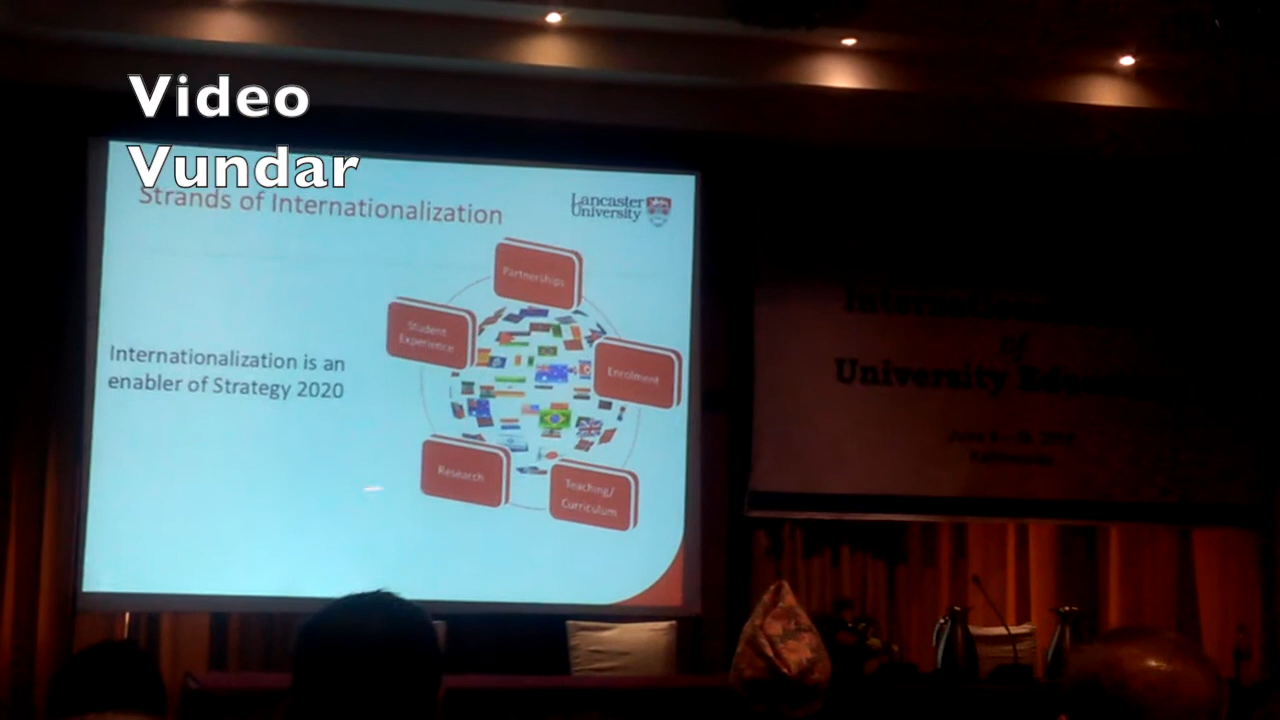 Video
Vundar
Strands of Internationalization
Lancaster
University
Partnerships
Student
Experience
Enrolment
Internationalization is an
enabler of Strategy 2020
Research
Teaching/
Curriculum
of
University